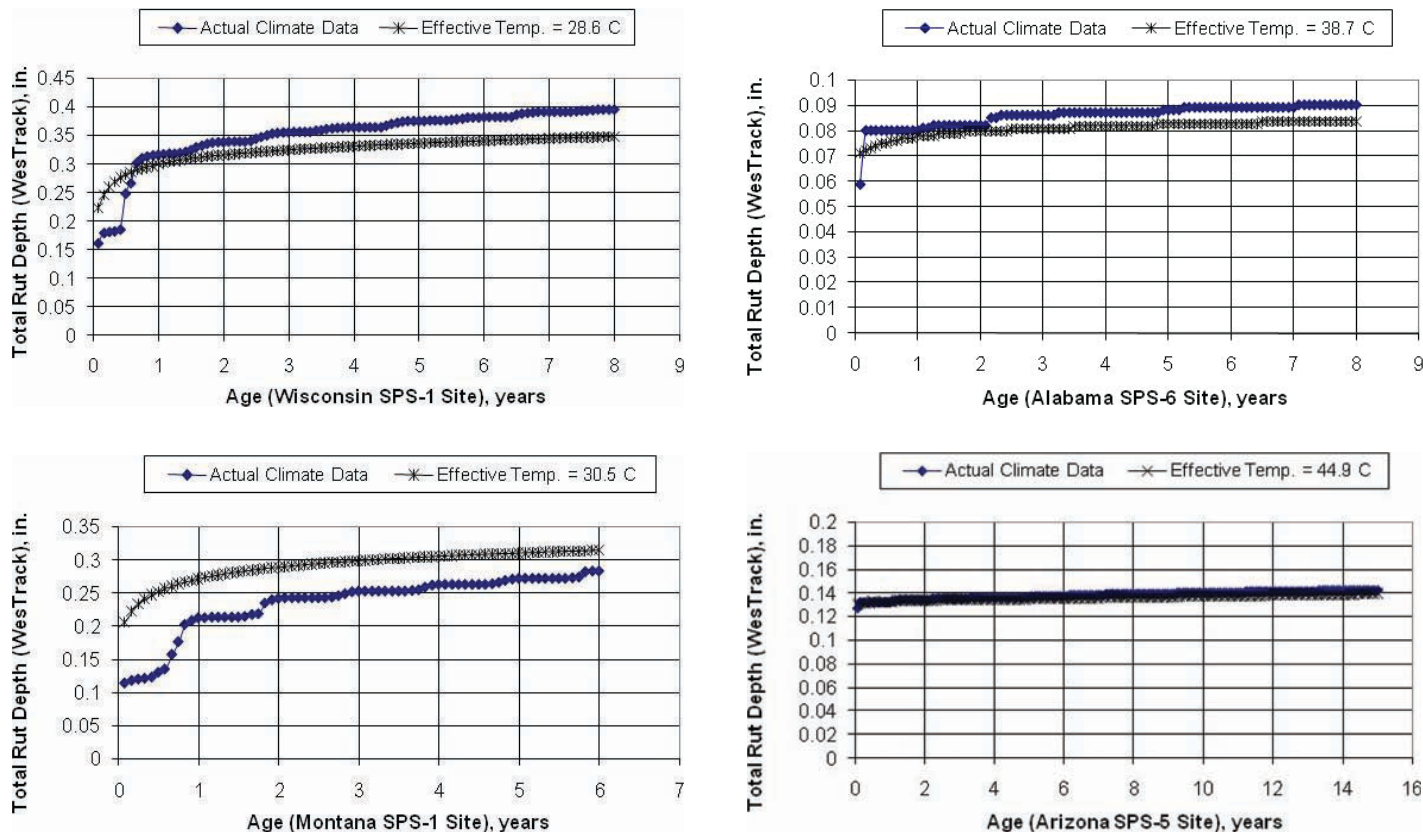 Actual Climate Data Effective Temp. = 28.6 C
Total Rut Depth (WesTrack), in.
0.45
0.4
0.35
0.3
0.25
0.2
0.15
0.1
0.05
0
0 1 2 3 4 5 6 7 8 9
Age (Wisconsin SPS-1 Site), years
Actual Climate Data Effective Temp. = 38.7 C
Total Rut Depth (WesTrack), in.
0.1
0.09
0.08
0.07
0.06
0.05
0.04
0.03
0.02
0.01
0
0 1 2 3 4 5 6 7 8 9
Age (Alabama SPS-6 Site), years
Actual Climate Data Effective Temp. = 30.5 C
Total Rut Depth (WesTrack), in.
0.35
0.3
0.25
0.2
0.15
0.1
0.05
0
0 1 2 3 4 5 6 7
Age (Montana SPS-1 Site), years
Actual Climate Data Effective Temp. = 44.9 C
Total Rut Depth (WesTrack), in.
0.2
0.18
0.16
0.14
0.12
0.1
0.08
0.06
0.04
0.02
0
0 2 4 6 8 10 12 14 16
Age (Arizona SPS-5 Site), years